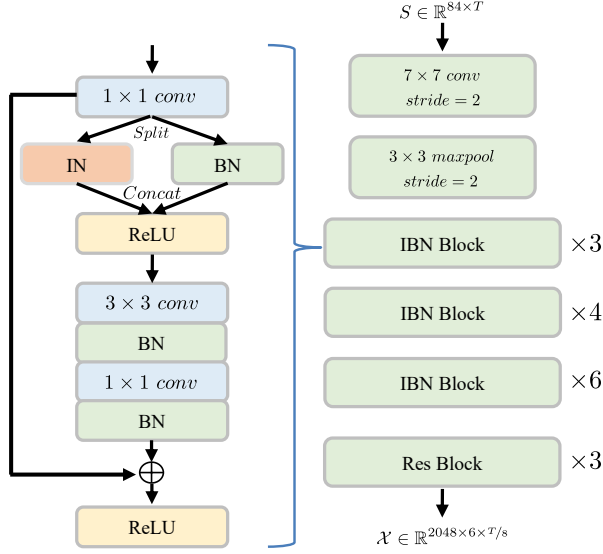 1 × 1 conv
Split
IN
BN
Concat
ReLU
3 × 3 conv
BN
1 × 1 conv
BN
⊕
ReLU
S ∈ ℝ^{84×T}
7 × 7 conv
stride = 2
3 × 3 maxpool
stride = 2
IBN Block ×3
IBN Block ×4
IBN Block ×6
Res Block ×3
𝒳 ∈ ℝ^{2048×6×T/s}